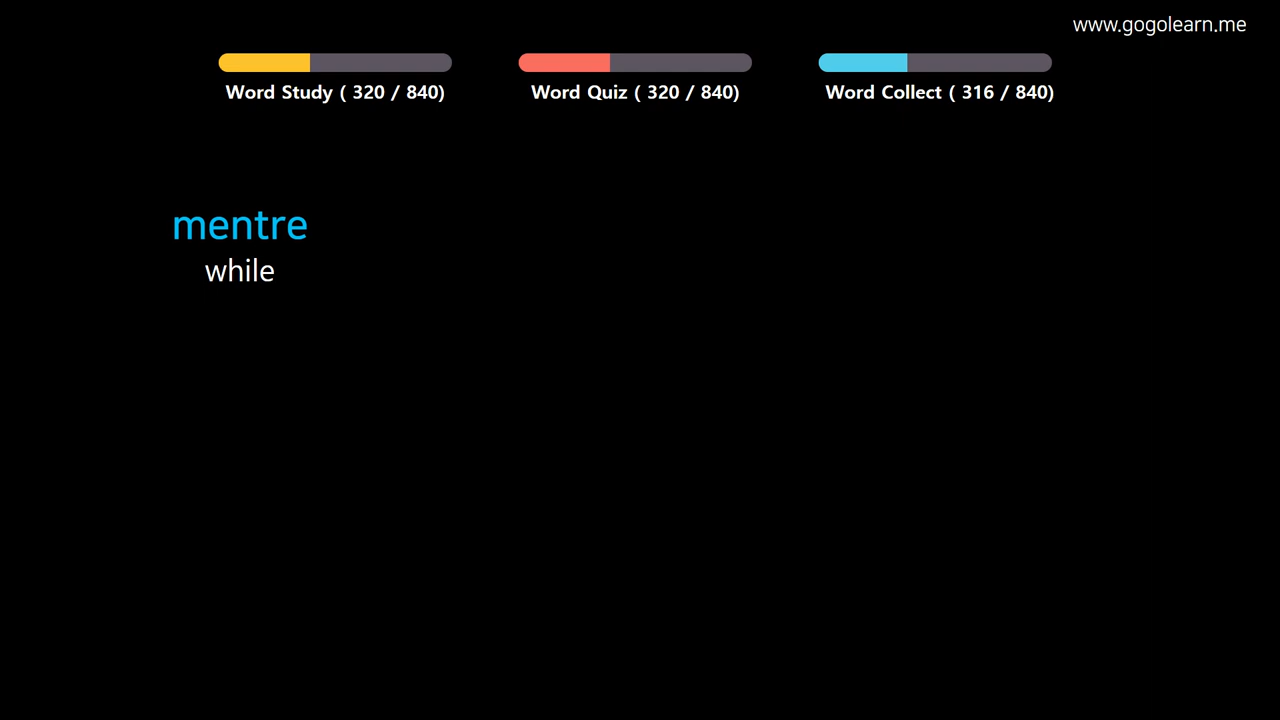 www.gogolearn.me
Word Study ( 320 / 840)
Word Quiz ( 320 / 840)
Word Collect ( 316 / 840)
mentre
while